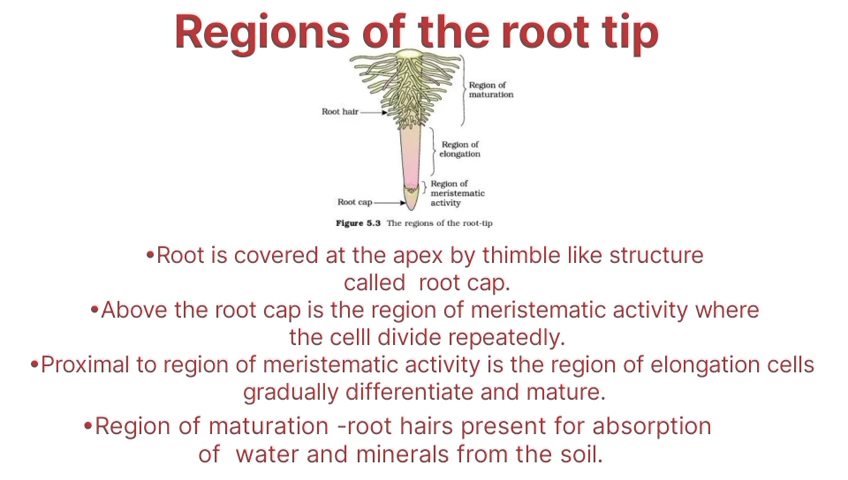 Regions of the root tip
Region of
maturation
Root hair
Region of
elongation
Region of
meristematic
activity
Root cap
Figure 5.3 The regions of the root-tip
•Root is covered at the apex by thimble like structure
called root cap.
•Above the root cap is the region of meristematic activity where
the celll divide repeatedly.
•Proximal to region of meristematic activity is the region of elongation cells
gradually differentiate and mature.
•Region of maturation -root hairs present for absorption
of water and minerals from the soil.